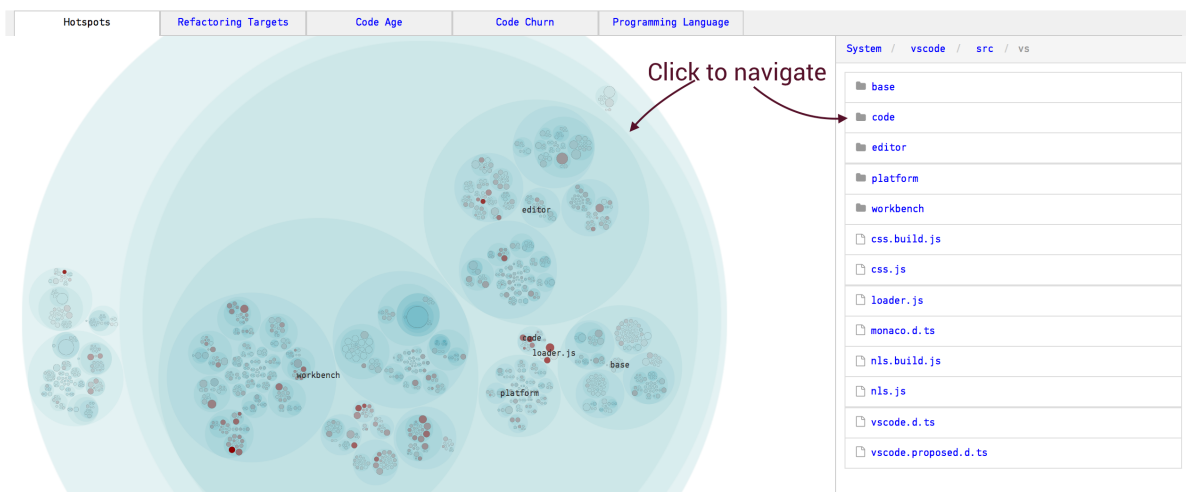 Hotspots
Refactoring Targets
Code Age
Code Churn
Programming Language
System / vscode / src / vs
Click to navigate
base
code
editor
platform
workbench
css.build.js
css.js
loader.js
monaco.d.ts
nls.build.js
nls.js
vscode.d.ts
vscode.proposed.d.ts
editor
code
loader.js
base
workbench
platform